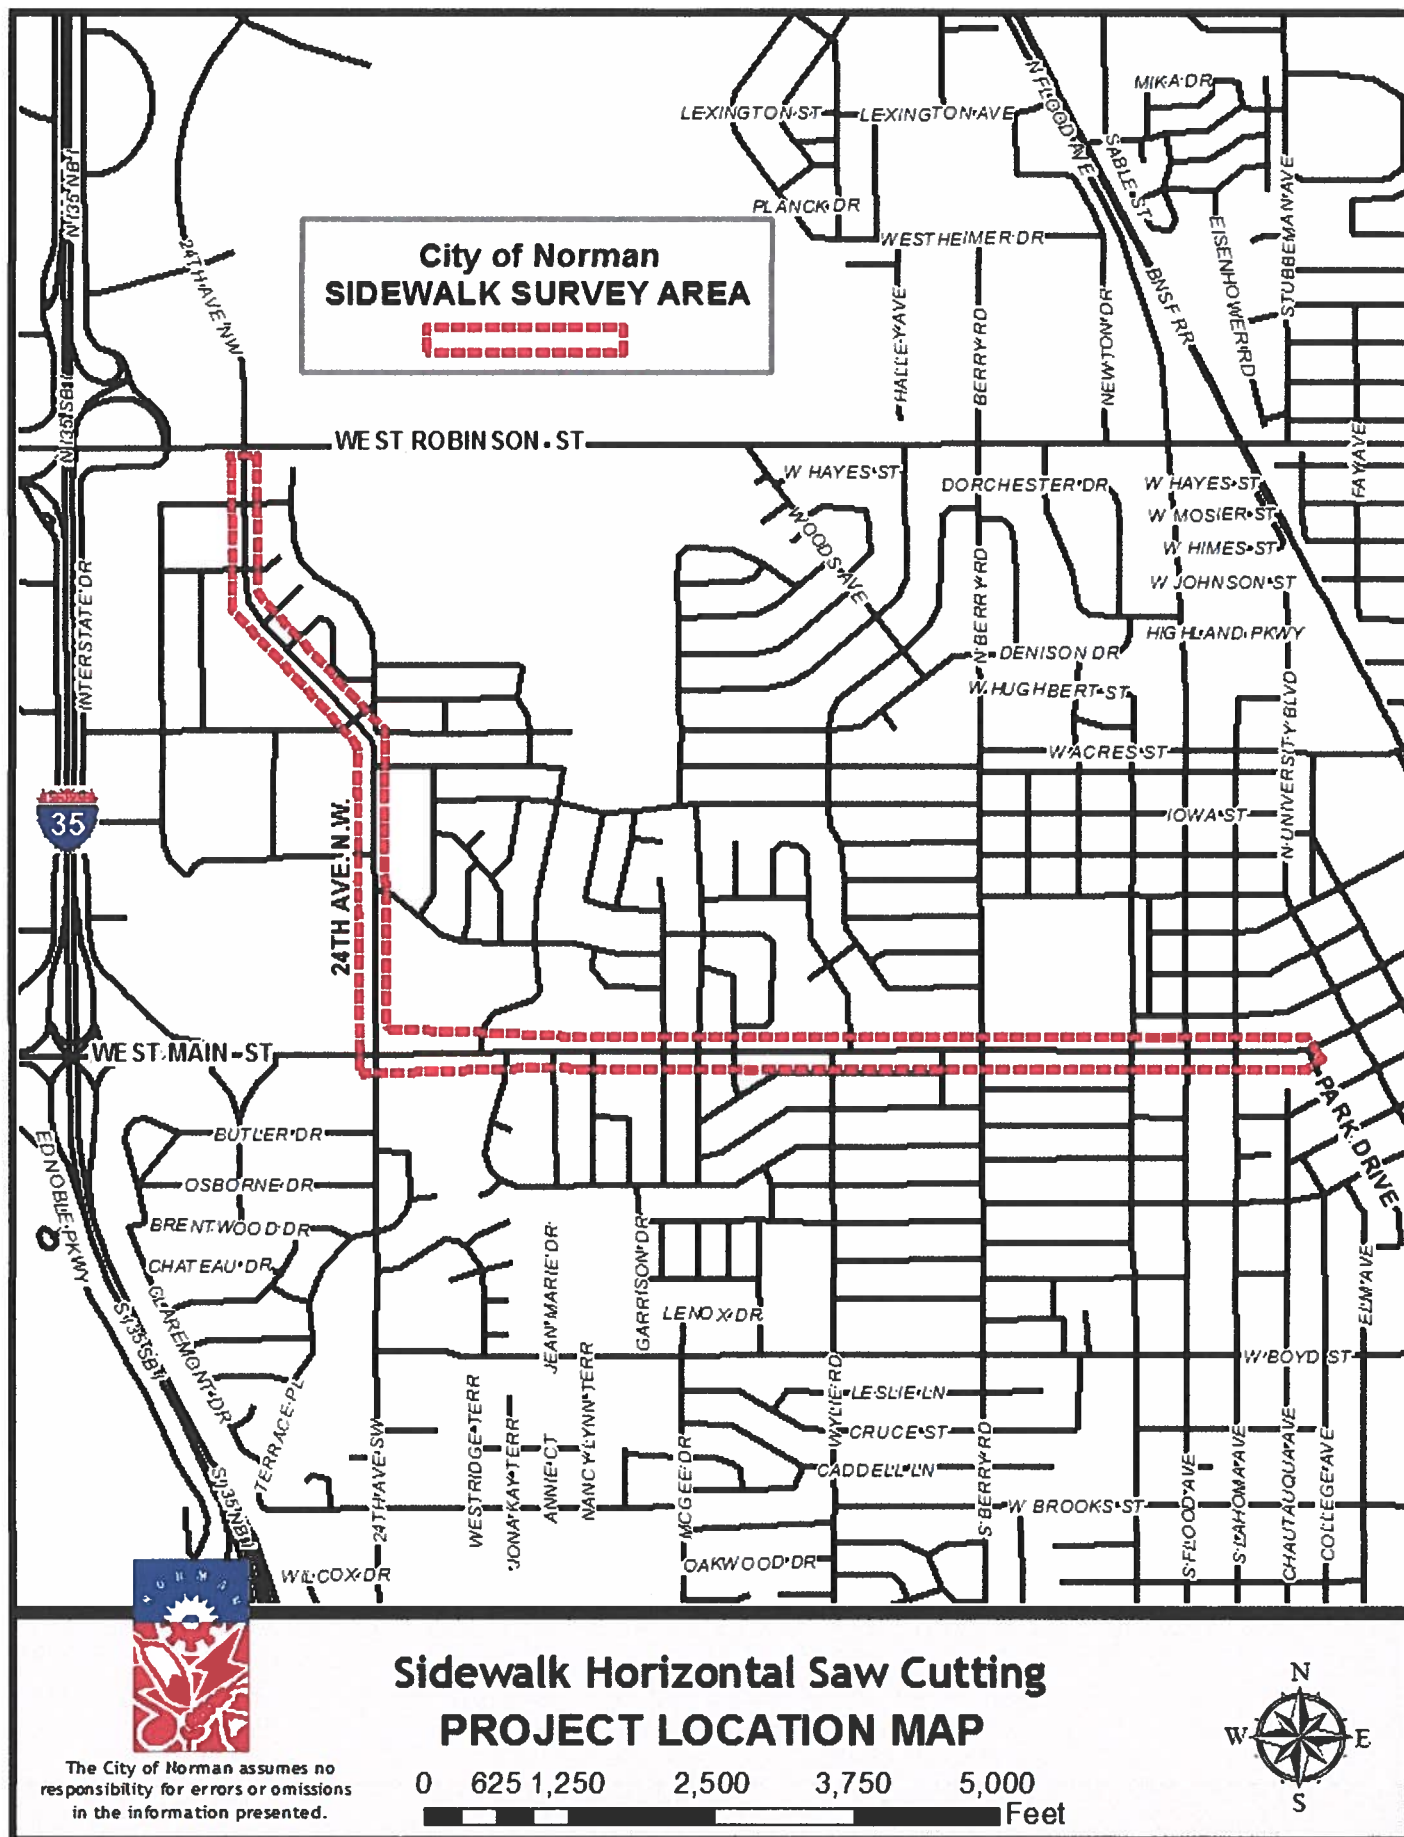 N I35 NB I
24TH AVE NW
City of Norman
SIDEWALK SURVEY AREA
LEXINGTON ST
LEXINGTON AVE
PLANCK DR
WESTHEIMER DR
N FLOOD AVE
MIKA DR
SABLE ST
EISENHOWER RD
STUBBEMAN AVE
BNSF RR
HALLEY AVE
BERRY RD
NEWTON DR
N I35 SB I
WEST ROBINSON ST
FAY AVE
W HAYES ST
WOODS AVE
DORCHESTER DR
W HAYES ST
W MOSIER ST
W HIMES ST
W JOHNSON ST
HIGHLAND PKWY
INTERSTATE DR
N BERRY RD
DENISON DR
W HUGHBERT ST
W ACRES ST
IOWA ST
N UNIVERSITY BLVD
35
24TH AVE. N.W.
WEST MAIN ST
PARK DRIVE
BUTLER DR
OSBORNE DR
BRENTWOOD DR
CHATEAU DR
ED NOBLE PKWY
CLAREMONT DR
S I35 SB I
S I35 NB I
TERRACE PL
24TH AVE SW
WILCOX DR
JEAN MARIE DR
GARRISON DR
LENOX DR
WESTRIDGE TERR
JONA KAY TERR
ANNIE CT
NANCY LYNN TERR
MCGEE DR
WYLIE RD
LESLIE LN
CRUCE ST
CADDELL LN
OAKWOOD DR
S BERRY RD
W BROOKS ST
W BOYD ST
ELM AVE
S FLOOD AVE
S LAHOMA AVE
CHAUTAUQUA AVE
COLLEGE AVE
NORMAN
The City of Norman assumes no
responsibility for errors or omissions
in the information presented.
Sidewalk Horizontal Saw Cutting
PROJECT LOCATION MAP
0 625 1,250 2,500 3,750 5,000
Feet
N
W E
S